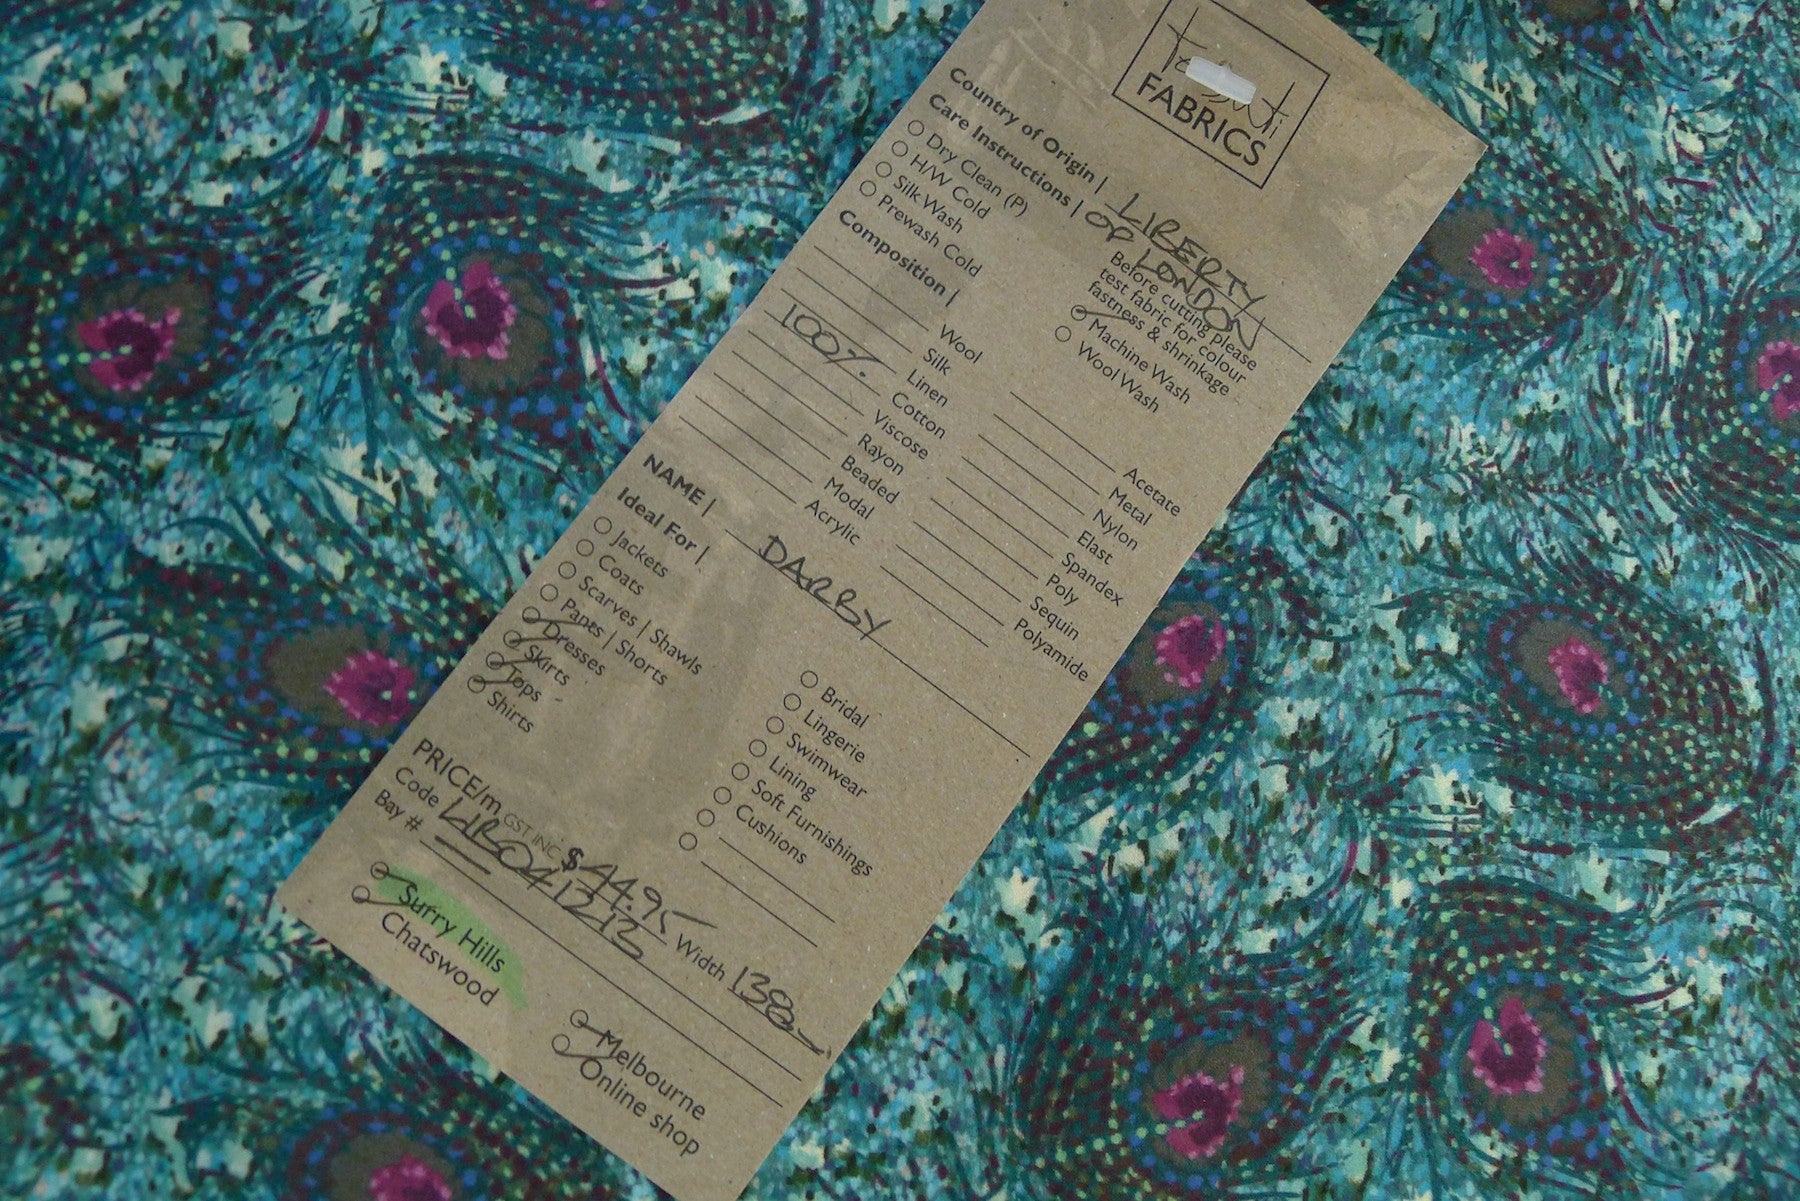 FABRICS
Country of Origin | LIBERTY
Care Instructions | OF LONDON
Dry Clean (P)
H/W Cold
Silk Wash
Prewash Cold
Before cutting please
test fabric for colour
fastness & shrinkage
Machine Wash
Wool Wash
Composition |
Wool
Silk
Linen
100% Cotton
Viscose
Rayon
Beaded
Modal
Acrylic
Acetate
Metal
Nylon
Elast
Spandex
Poly
Sequin
Polyamide
NAME | DARBY
Ideal For |
Jackets
Coats
Scarves | Shawls
Pants | Shorts
Dresses
Skirts
Tops
Shirts
Bridal
Lingerie
Swimwear
Lining
Soft Furnishings
Cushions
PRICE/m GST INC $44.95
Code LIB041213 Width 138
Bay #
Surry Hills
Chatswood
Melbourne
Online shop